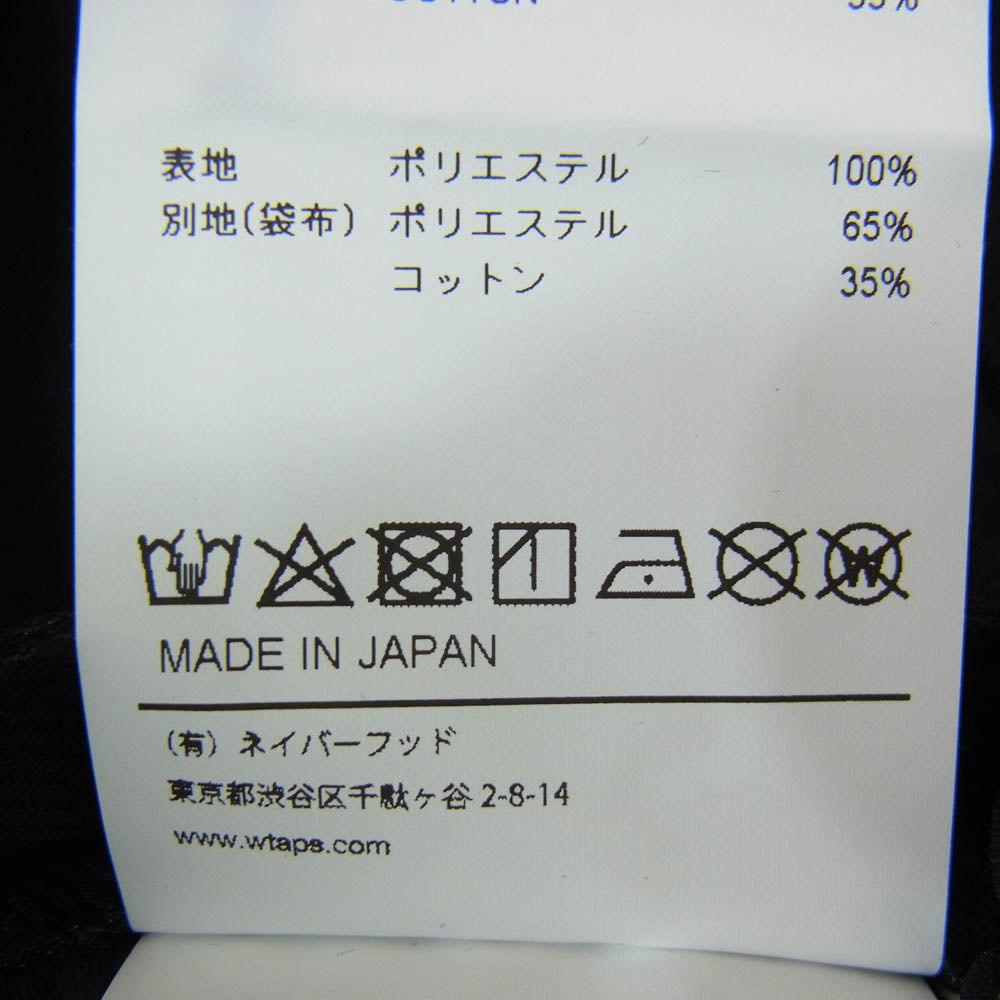 COTTON 35%
表地 ポリエステル 100%
別地(袋布) ポリエステル 65%
コットン 35%
W
MADE IN JAPAN
(有) ネイバーフッド
東京都渋谷区千駄ヶ谷 2-8-14
www.wtaps.com